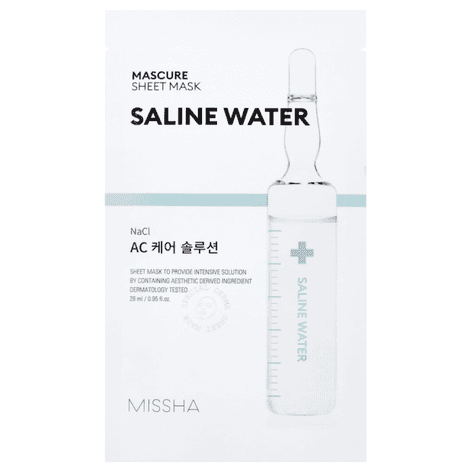 MASCURE
SHEET MASK
SALINE WATER
NaCl
AC 케어 솔루션
SHEET MASK TO PROVIDE INTENSIVE SOLUTION
BY CONTAINING AESTHETIC DERIVED INGREDIENT
DERMATOLOGY TESTED
28 ml / 0.95 fl.oz.
SALINE WATER
MISSHA